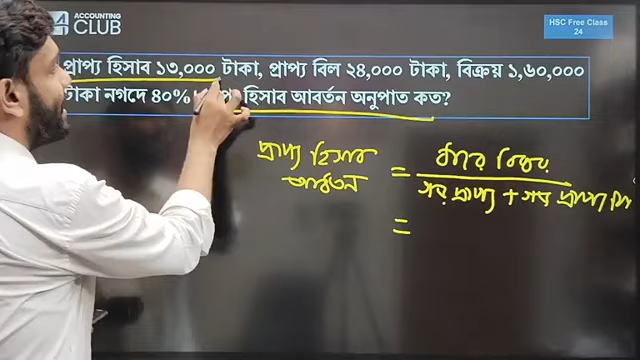 ACCOUNTING
CLUB
HSC Free Class
24
প্রাপ্য হিসাব ১৩,০০০ টাকা, প্রাপ্য বিল ২৪,০০০ টাকা, বিক্রয় ১,৬০,০০০
টাকা নগদে ৪০% হিসাব আবর্তন অনুপাত কত?
প্রাপ্য হিসাব
আবর্তন
= ধারে বিক্রয়
গড় প্রাপ্য + গড় প্রাপ্য বি
=